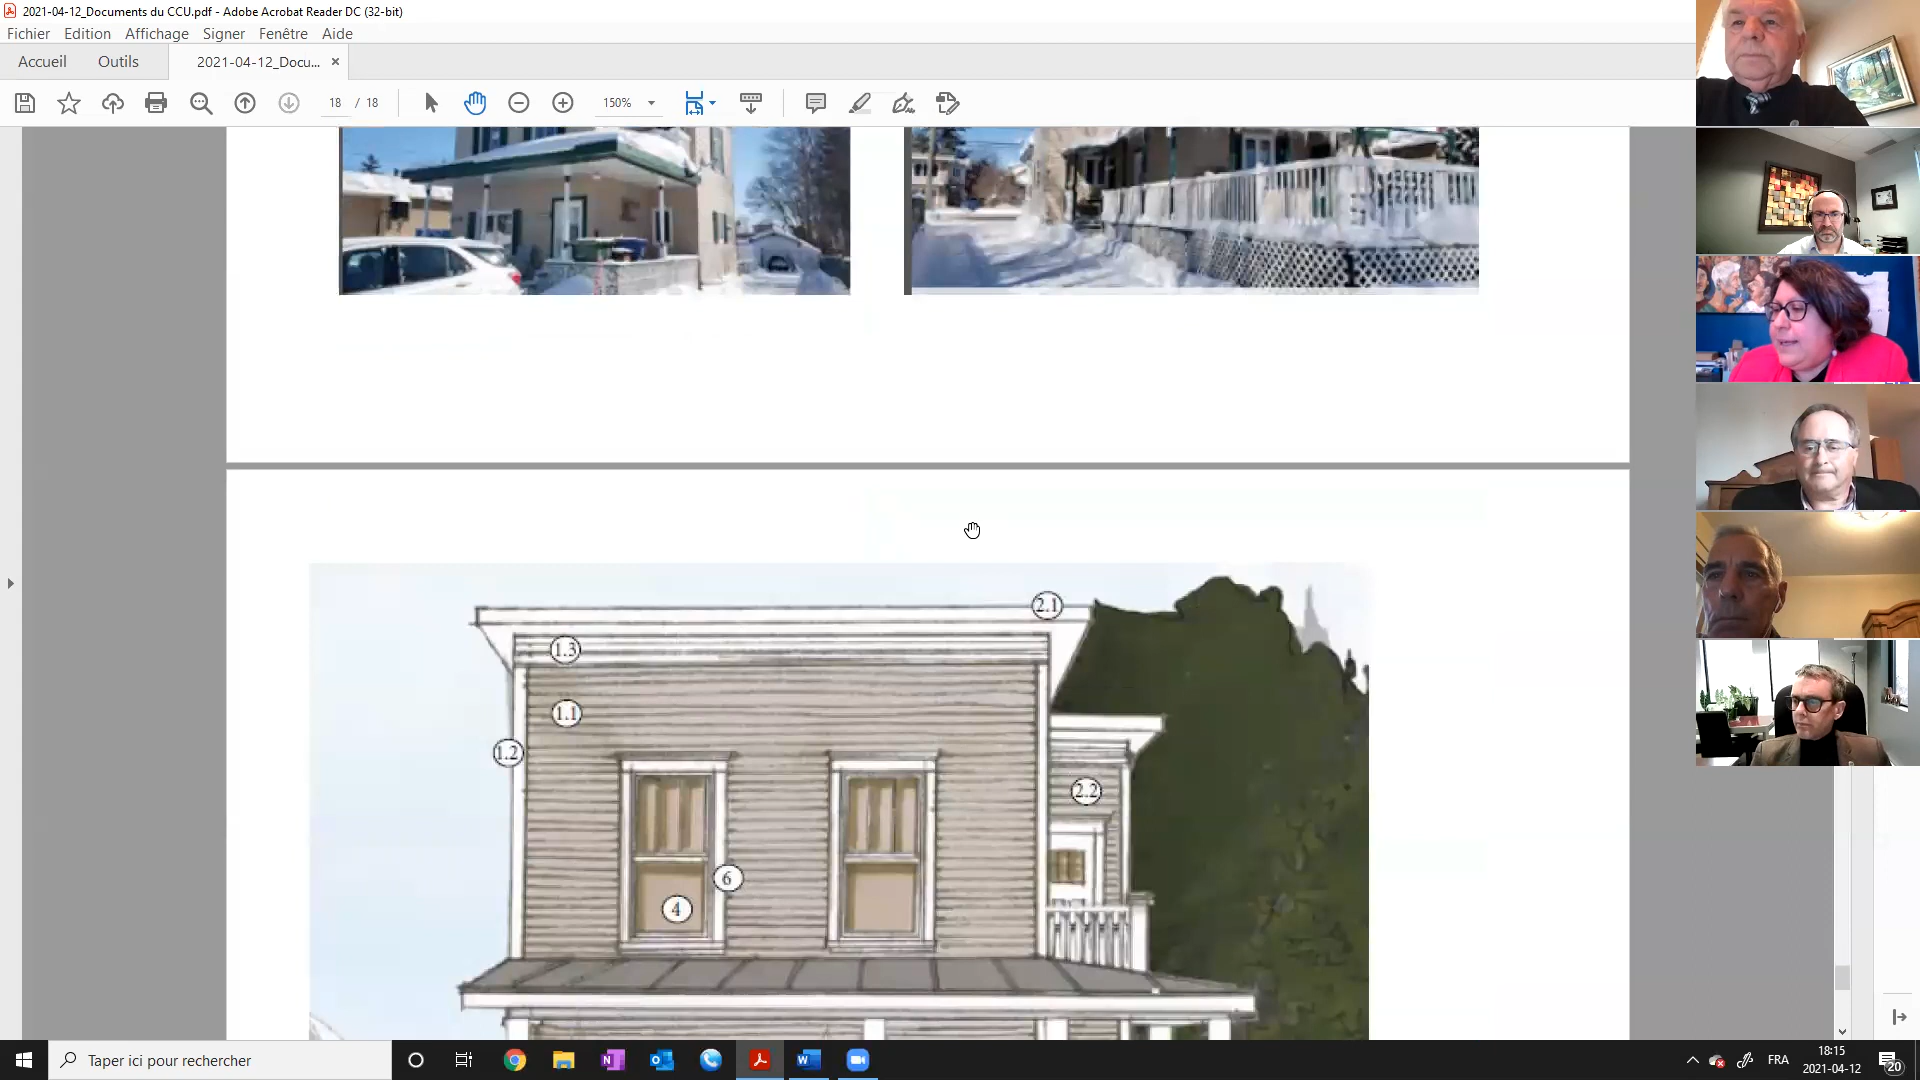 2021-04-12_Documents du CCU.pdf - Adobe Acrobat Reader DC (32-bit)
Fichier Edition Affichage Signer Fenêtre Aide
Accueil Outils 2021-04-12_Docu... ×
18 / 18 150%
2.1
1.3
1.1
1.2
2.2
6
4
Taper ici pour rechercher
FRA
18:15
2021-04-12
20